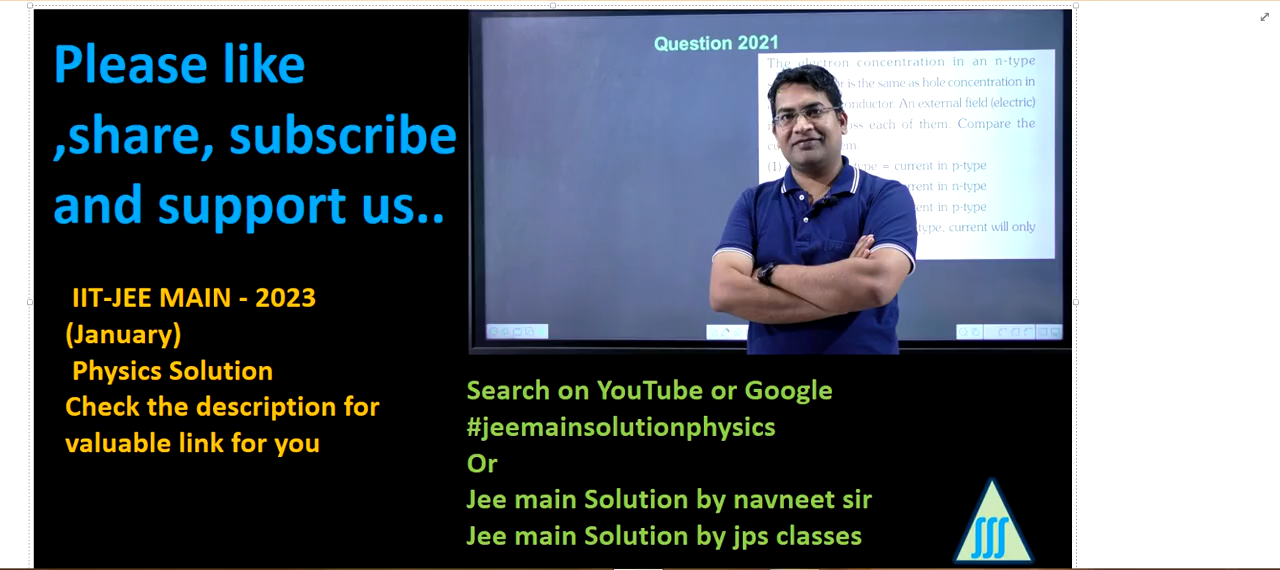 Please like
,share, subscribe
and support us..
IIT-JEE MAIN - 2023
(January)
Physics Solution
Check the description for
valuable link for you
Question 2021
The electron concentration in an n-type
is the same as hole concentration in
An external field (electric)
each of them. Compare the
(1) = current in p-type
in n-type
in p-type
current will only
Search on YouTube or Google
#jeemainsolutionphysics
Or
Jee main Solution by navneet sir
Jee main Solution by jps classes